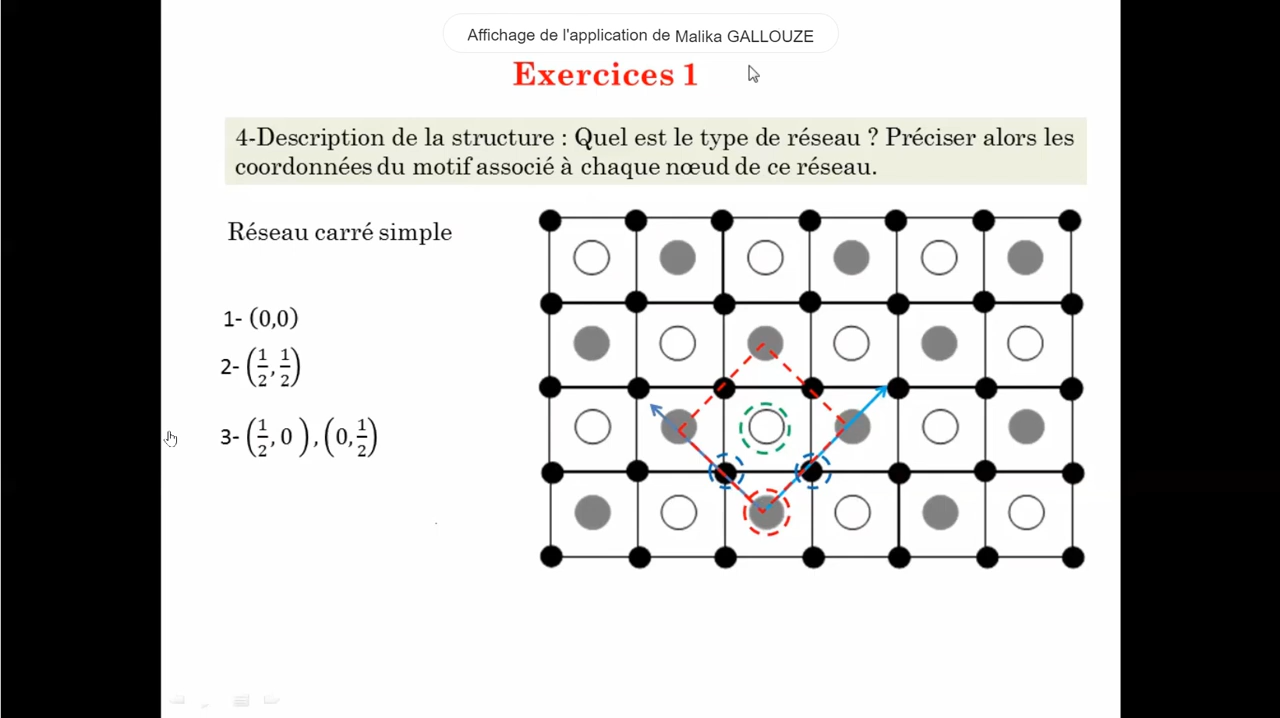 Affichage de l'application de Malika GALLOUZE
Exercices 1
4-Description de la structure : Quel est le type de réseau ? Préciser alors les
coordonnées du motif associé à chaque nœud de ce réseau.
Réseau carré simple
1- (0,0)
2- (1/2, 1/2)
3- (1/2, 0 ) , (0, 1/2)